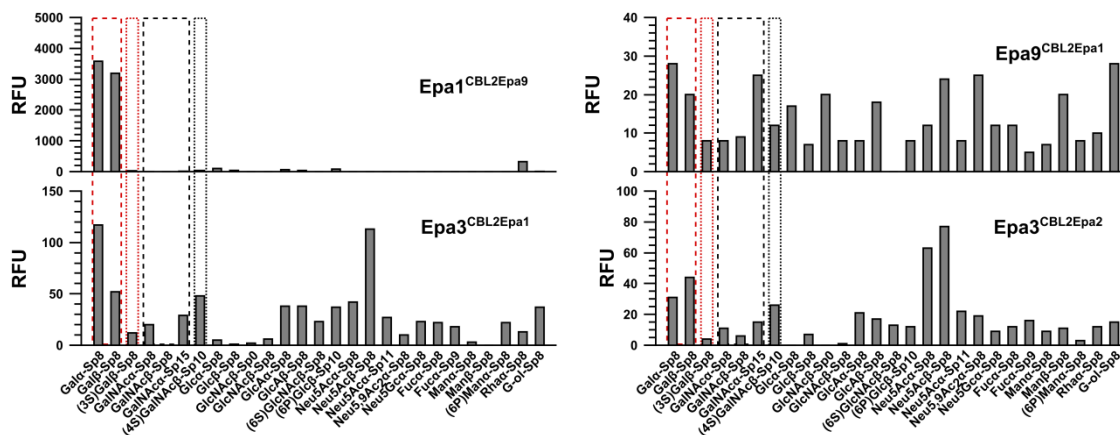 5000
4000
3000
2000
1000
0
RFU
Epa1CBL2Epa9
150
100
50
0
RFU
Epa3CBL2Epa1
Galα-Sp8
Galβ-Sp8
(3S)Galβ-Sp8
GalNAcα-Sp8
GalNAcβ-Sp8
GalNAcα-Sp15
(4S)GalNAcβ-Sp10
Glcα-Sp8
Glcβ-Sp8
GlcNAcβ-Sp0
GlcNAcβ-Sp8
GlcAα-Sp8
GlcAβ-Sp8
(6S)GlcNAcβ-Sp8
(6P)Glcβ-Sp10
Neu5Acα-Sp8
Neu5Acβ-Sp8
Neu5Acα-Sp11
Neu5,9Ac2α-Sp8
Neu5Gcα-Sp8
Fucα-Sp8
Fucα-Sp9
Manα-Sp8
Manβ-Sp8
(6P)Manα-Sp8
Rhaα-Sp8
G-ol-Sp8
40
30
20
10
0
RFU
Epa9CBL2Epa1
100
80
60
40
20
0
RFU
Epa3CBL2Epa2
Galα-Sp8
Galβ-Sp8
(3S)Galβ-Sp8
GalNAcα-Sp8
GalNAcβ-Sp8
GalNAcα-Sp15
(4S)GalNAcβ-Sp10
Glcα-Sp8
Glcβ-Sp8
GlcNAcβ-Sp0
GlcNAcβ-Sp8
GlcAα-Sp8
GlcAβ-Sp8
(6S)GlcNAcβ-Sp8
(6P)Glcβ-Sp10
Neu5Acα-Sp8
Neu5Acβ-Sp8
Neu5Acα-Sp11
Neu5,9Ac2α-Sp8
Neu5Gcα-Sp8
Fucα-Sp8
Fucα-Sp9
Manα-Sp8
Manβ-Sp8
(6P)Manα-Sp8
Rhaα-Sp8
G-ol-Sp8